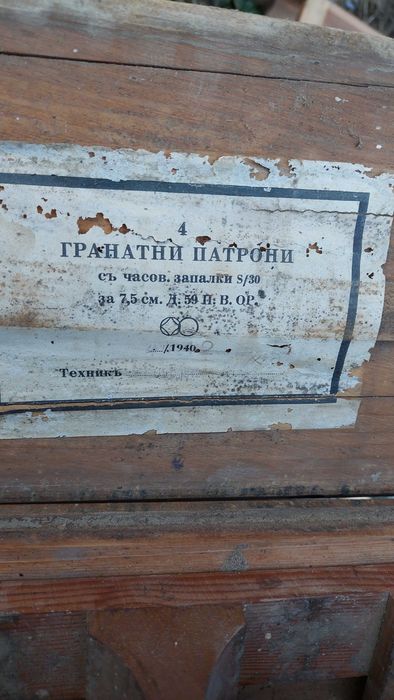 4
ГРАНАТНИ ПАТРОНИ
съ часов. запалки S/30
за 7,5 см. Д. 59 П. В. ОР.
/1940
Техникъ